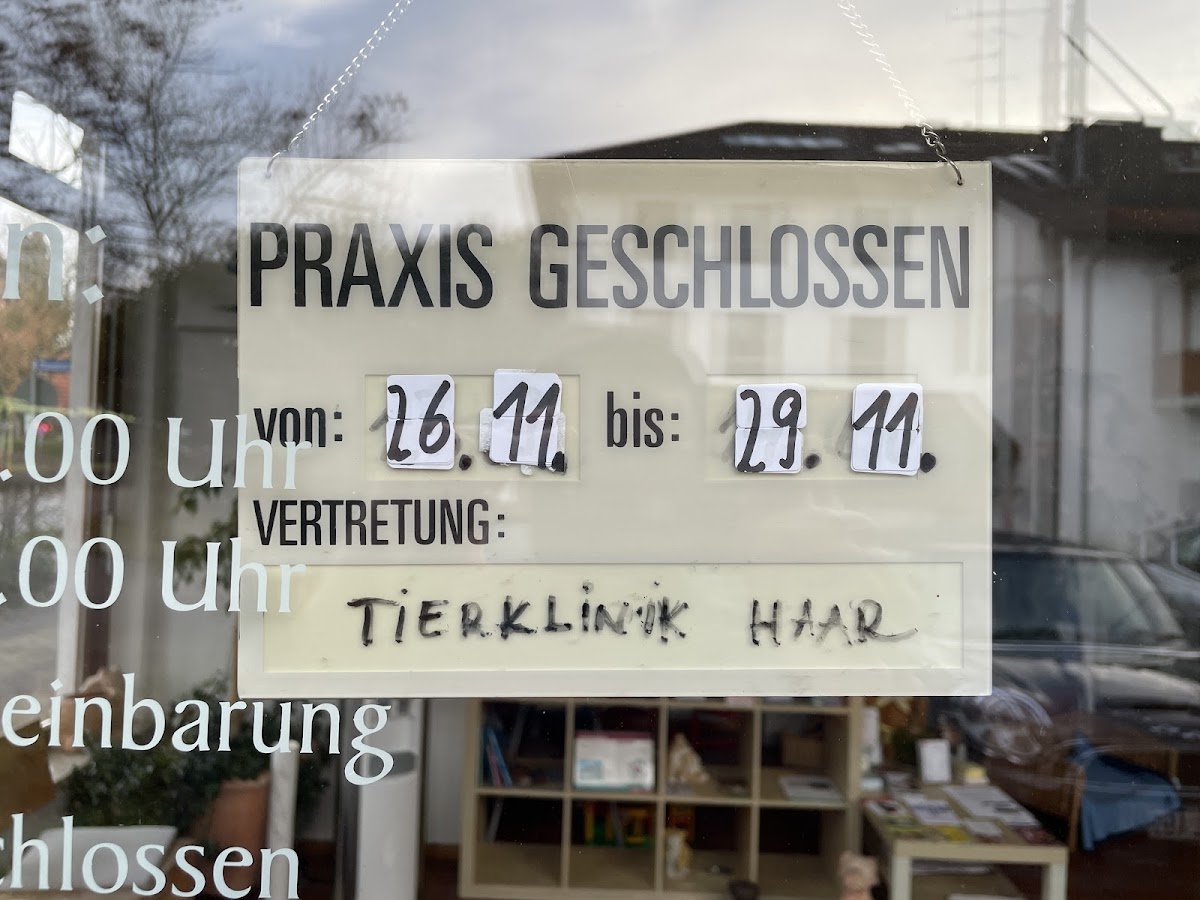 n:
PRAXIS GESCHLOSSEN
von: 26. 11. bis: 29. 11.
.00 Uhr
VERTRETUNG:
.00 Uhr
TIERKLINIK HAAR
einbarung
chlossen